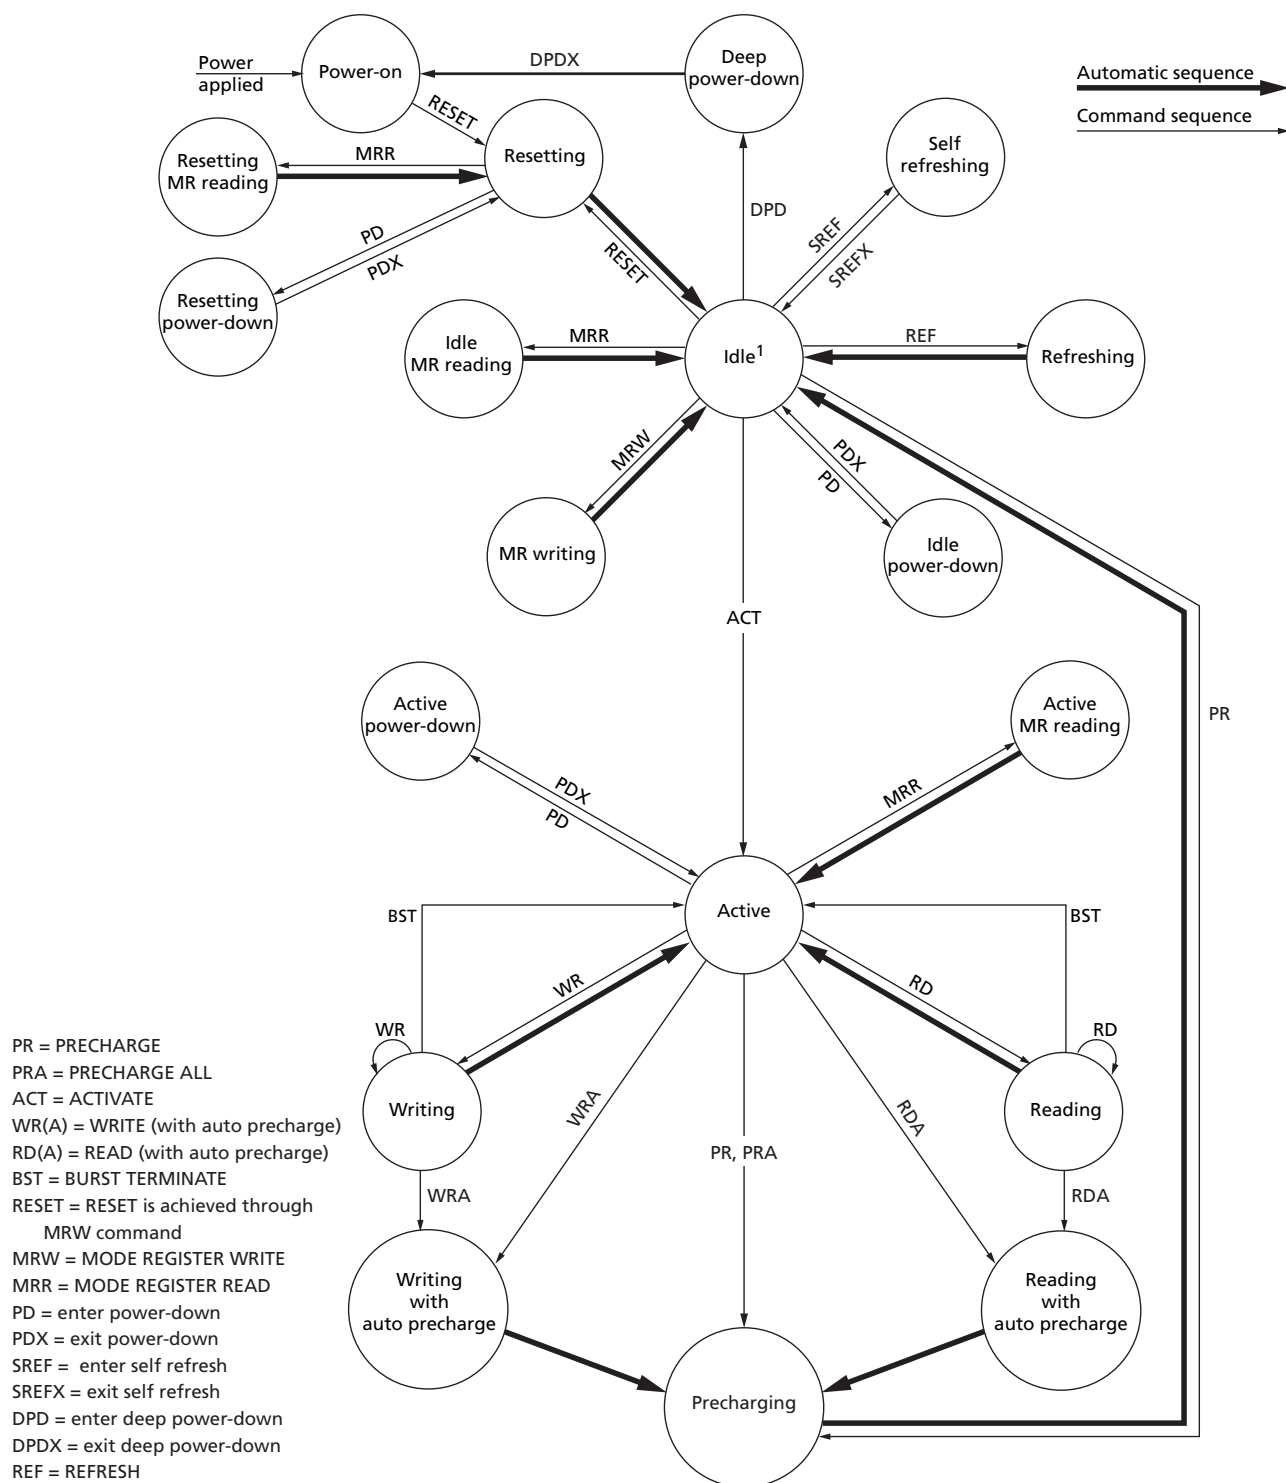 Power
applied
Power-on
DPDX
Deep
power-down
Automatic sequence
Command sequence
RESET
Resetting
MR reading
MRR
Resetting
Self
refreshing
PD
PDX
RESET
DPD
SREF
SREFX
Resetting
power-down
Idle
MR reading
MRR
Idle¹
REF
Refreshing
MRW
PDX
PD
MR writing
Idle
power-down
ACT
Active
power-down
Active
MR reading
PR
PDX
PD
MRR
BST
Active
BST
WR
WR
RD
RD
Writing
Reading
WRA
RDA
PR, PRA
WRA
RDA
Writing
with
auto precharge
Reading
with
auto precharge
Precharging
PR = PRECHARGE
PRA = PRECHARGE ALL
ACT = ACTIVATE
WR(A) = WRITE (with auto precharge)
RD(A) = READ (with auto precharge)
BST = BURST TERMINATE
RESET = RESET is achieved through
MRW command
MRW = MODE REGISTER WRITE
MRR = MODE REGISTER READ
PD = enter power-down
PDX = exit power-down
SREF = enter self refresh
SREFX = exit self refresh
DPD = enter deep power-down
DPDX = exit deep power-down
REF = REFRESH